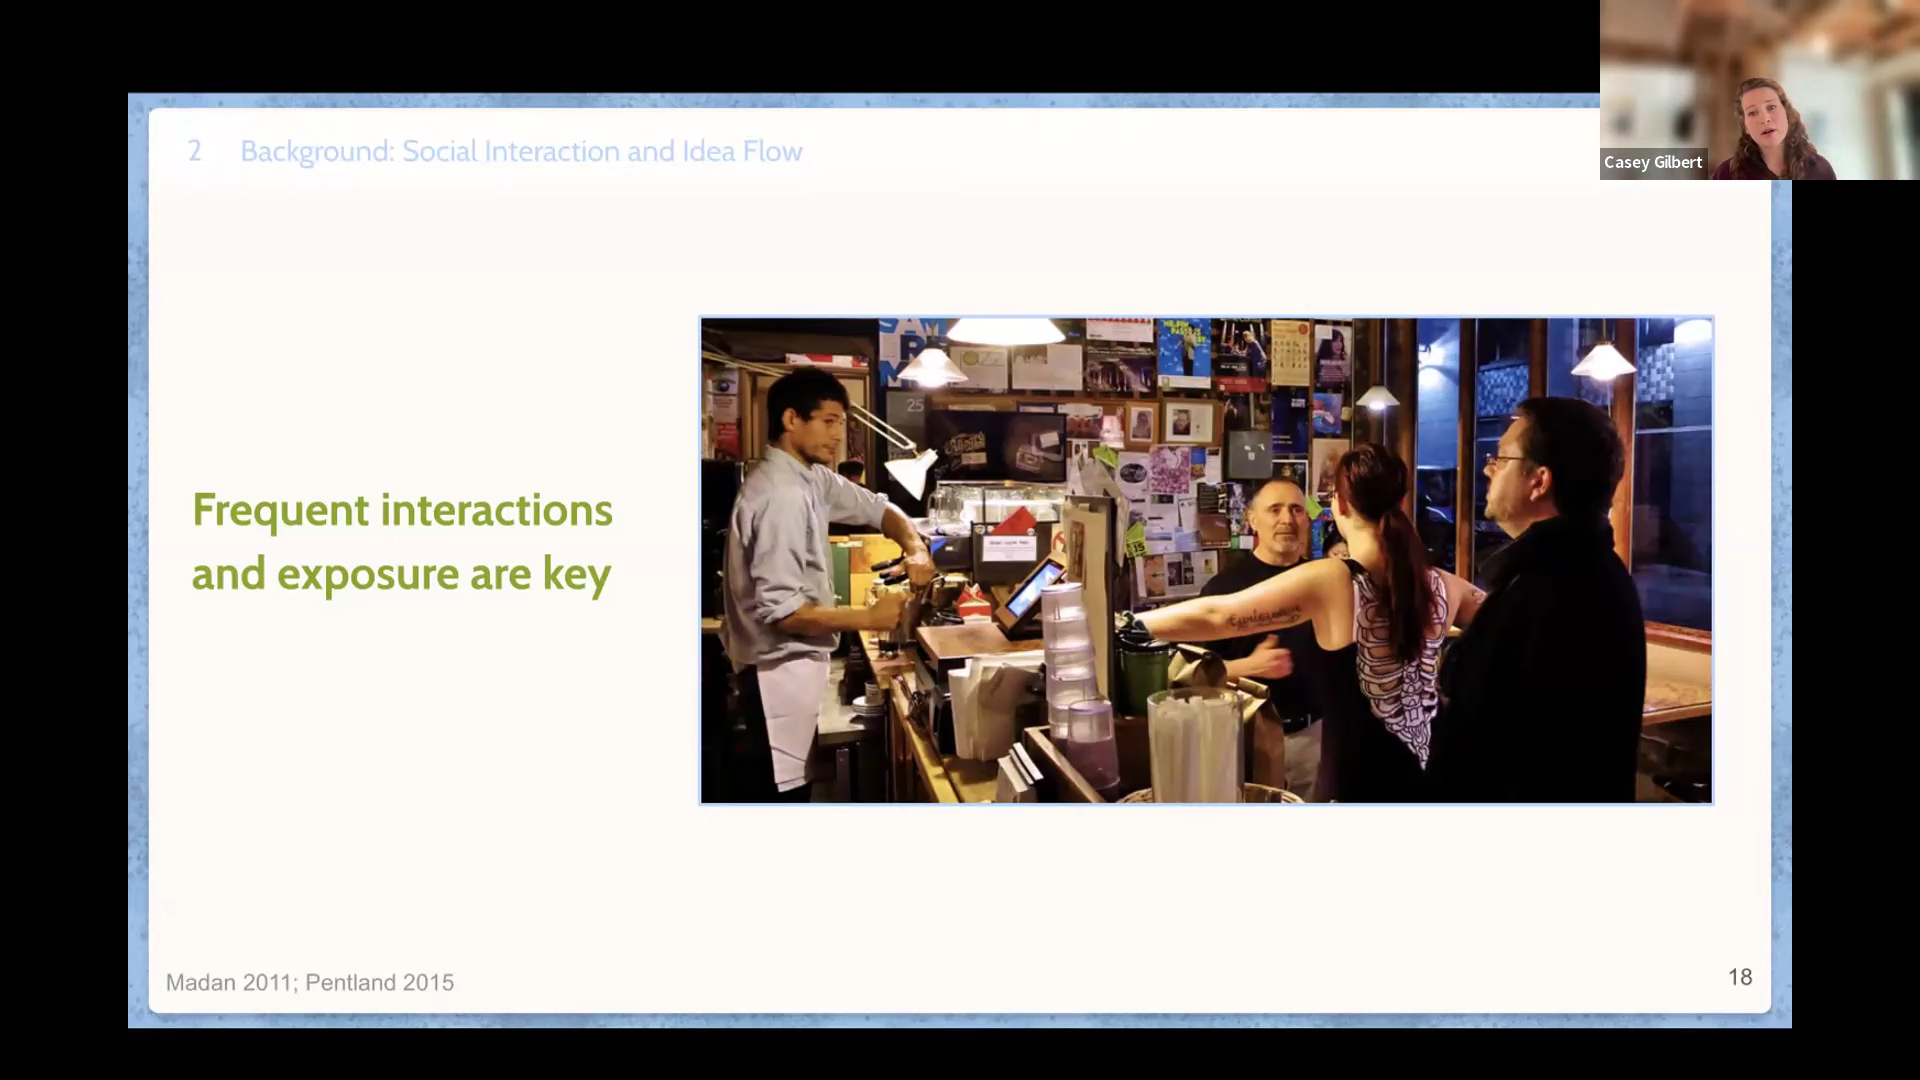 Casey Gilbert
2 Background: Social Interaction and Idea Flow
Frequent interactions
and exposure are key
25
Madan 2011; Pentland 2015
18